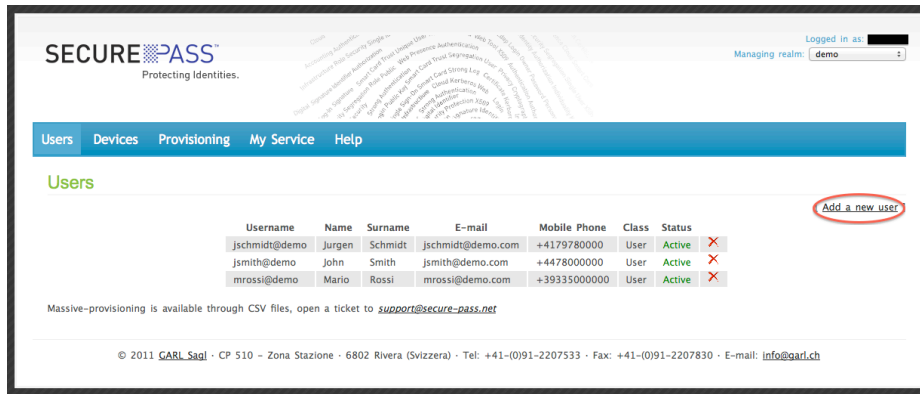 SECURE PASS™
Protecting Identities.
Logged in as:
Managing realm: demo
Users Devices Provisioning My Service Help
Users
Add a new user
Username Name Surname E-mail Mobile Phone Class Status
jschmidt@demo Jurgen Schmidt jschmidt@demo.com +4179780000 User Active
jsmith@demo John Smith jsmith@demo.com +4478000000 User Active
mrossi@demo Mario Rossi mrossi@demo.com +39335000000 User Active
Massive-provisioning is available through CSV files, open a ticket to support@secure-pass.net
© 2011 GARL Sagl · CP 510 - Zona Stazione · 6802 Rivera (Svizzera) · Tel: +41-(0)91-2207533 · Fax: +41-(0)91-2207830 · E-mail: info@garl.ch